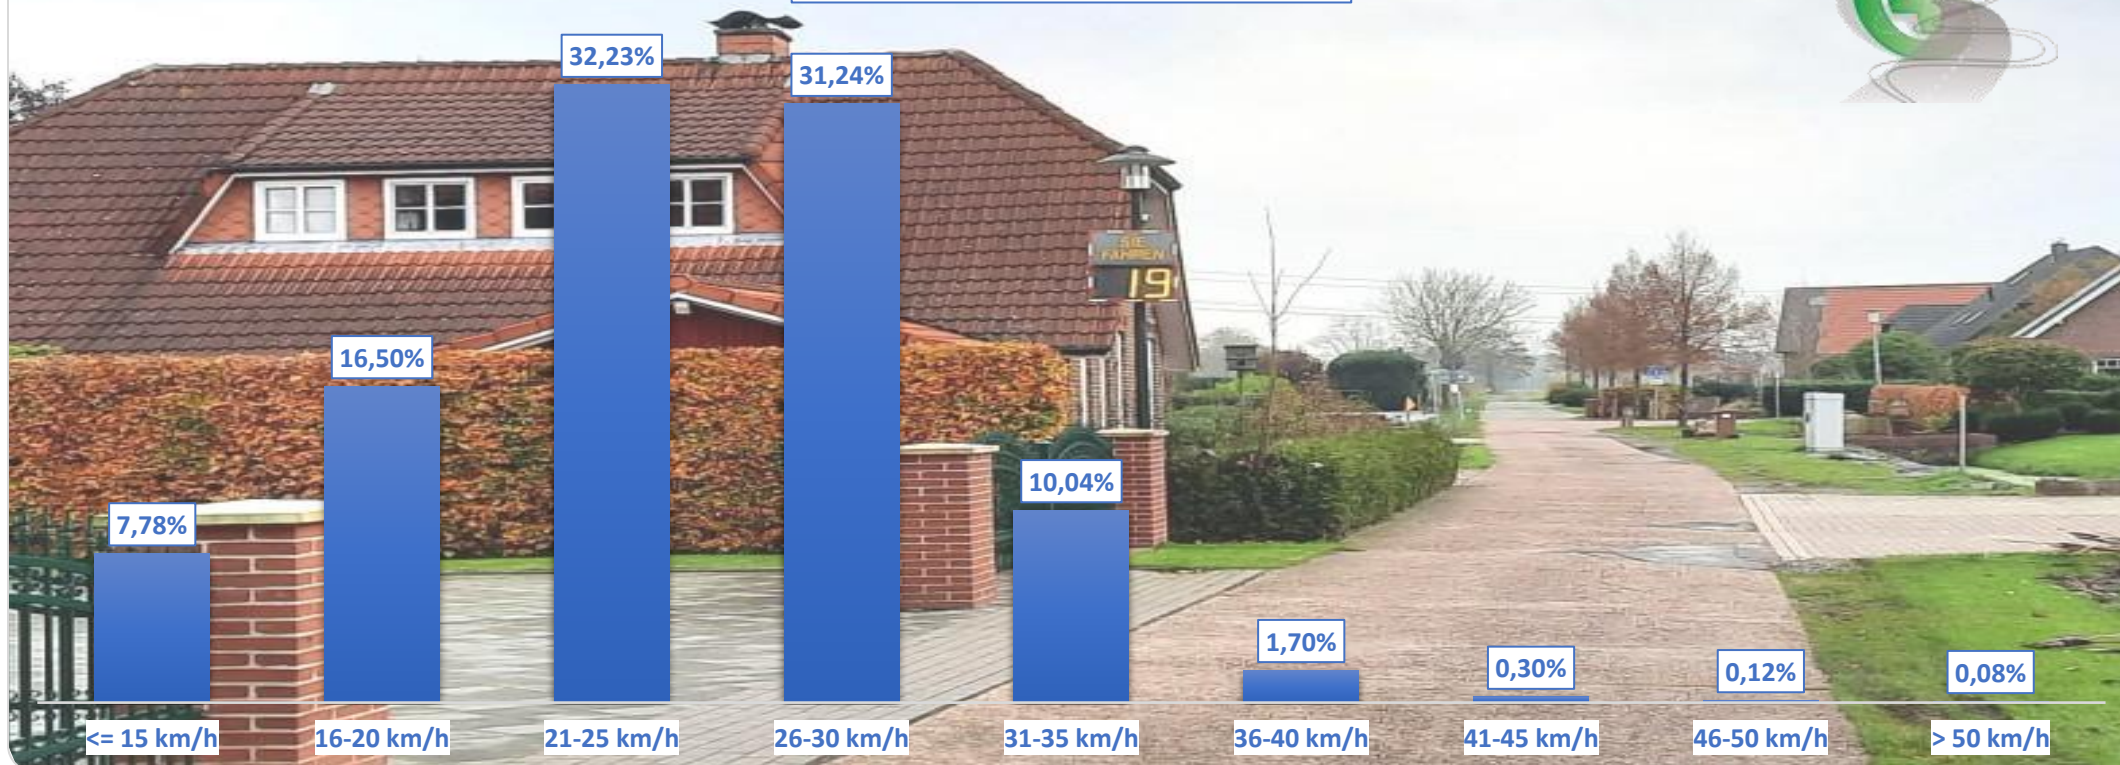 32,23%
31,24%
16,50%
10,04%
7,78%
1,70%
0,30%
0,12%
0,08%
SIE
FAHREN
19
<= 15 km/h
16-20 km/h
21-25 km/h
26-30 km/h
31-35 km/h
36-40 km/h
41-45 km/h
46-50 km/h
> 50 km/h